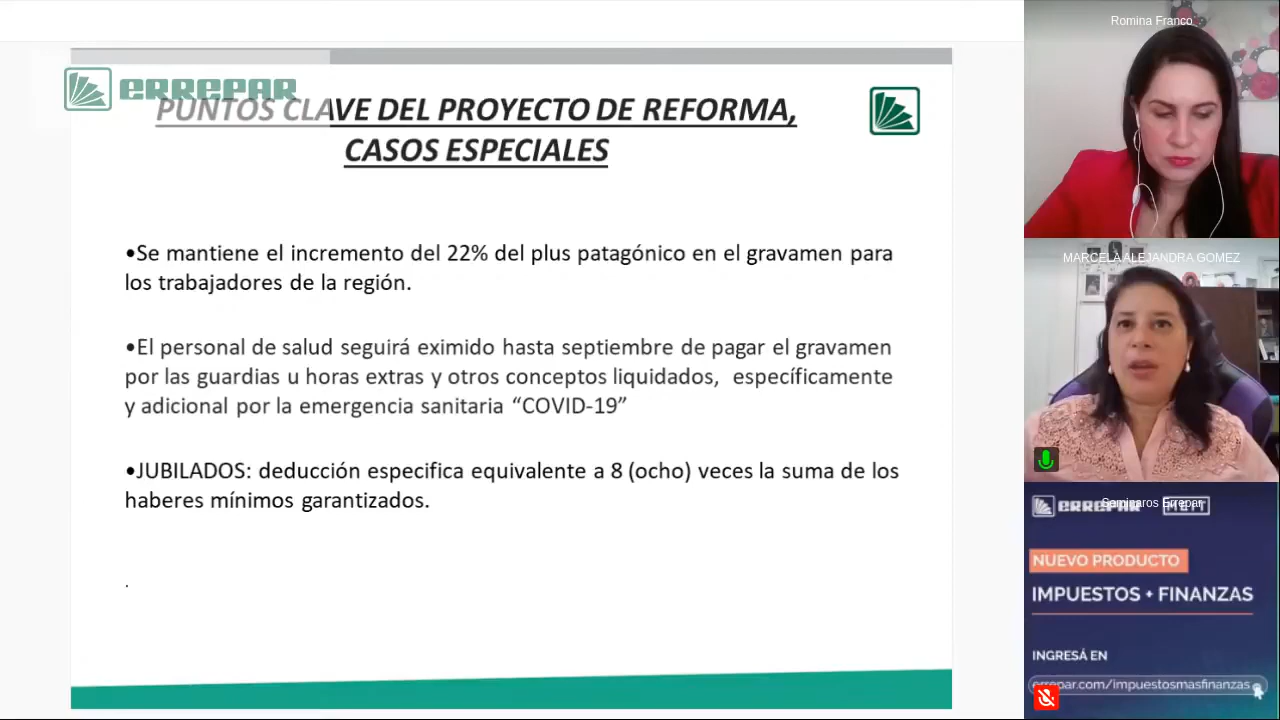 ERREPAR
PUNTOS CLAVE DEL PROYECTO DE REFORMA,
CASOS ESPECIALES
•Se mantiene el incremento del 22% del plus patagónico en el gravamen para
los trabajadores de la región.
•El personal de salud seguirá eximido hasta septiembre de pagar el gravamen
por las guardias u horas extras y otros conceptos liquidados, específicamente
y adicional por la emergencia sanitaria “COVID-19”
•JUBILADOS: deducción especifica equivalente a 8 (ocho) veces la suma de los
haberes mínimos garantizados.
.
Romina Franco
MARCELA ALEJANDRA GOMEZ
Seminaros Errepar
ERREPAR
NUEVO PRODUCTO
IMPUESTOS + FINANZAS
INGRESÁ EN
errepar.com/impuestosmasfinanzas